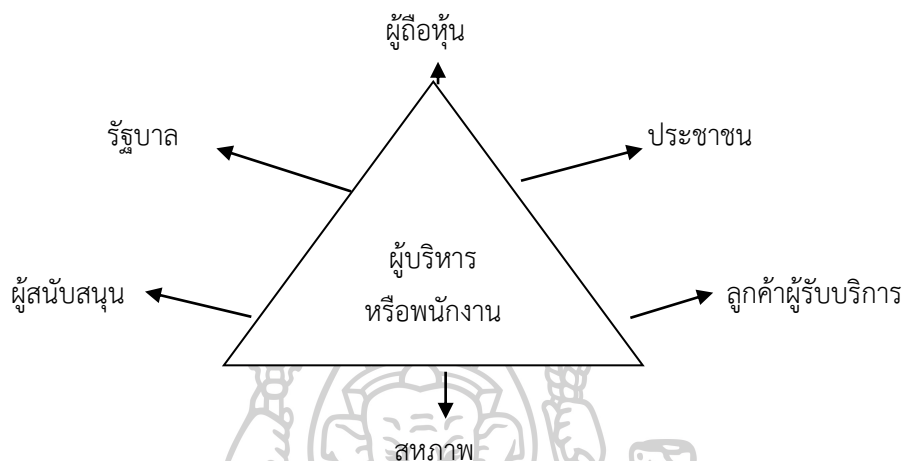 ผู้ถือหุ้น
รัฐบาล
ประชาชน
ผู้บริหาร
หรือพนักงาน
ผู้สนับสนุน
ลูกค้าผู้รับบริการ
สหภาพ